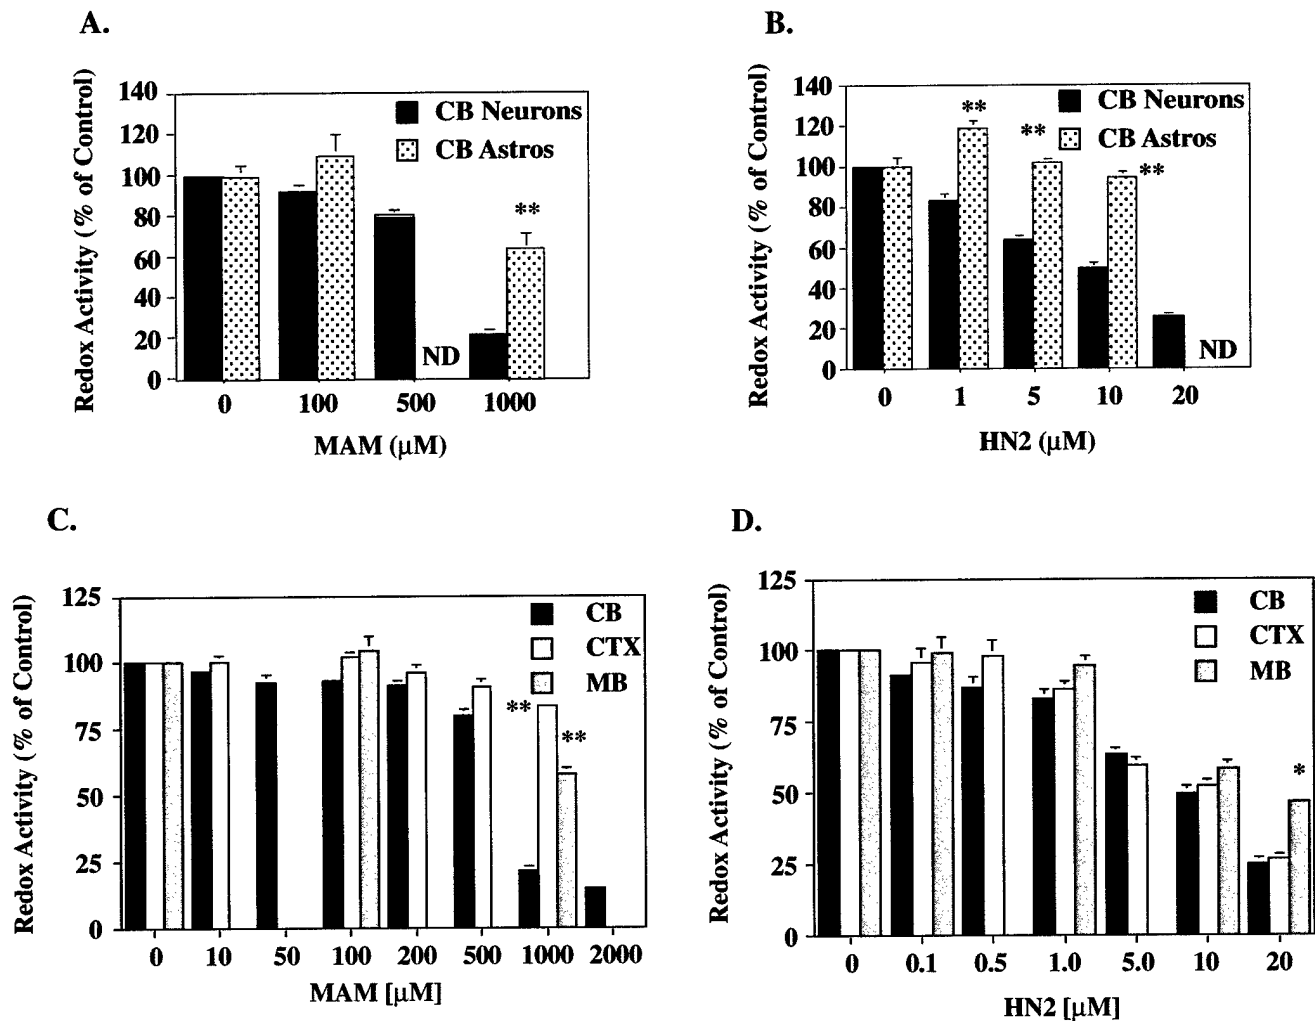 A.
Redox Activity (% of Control)
140
120
100
80
60
40
20
0
CB Neurons
CB Astros
**
ND
0 100 500 1000
MAM (μM)
B.
Redox Activity (% of Control)
140
120
100
80
60
40
20
0
CB Neurons
CB Astros
**
**
**
ND
0 1 5 10 20
HN2 (μM)
C.
Redox Activity (% of Control)
125
100
75
50
25
0
CB
CTX
MB
**
**
0 10 50 100 200 500 1000 2000
MAM [μM]
D.
Redox Activity (% of Control)
125
100
75
50
25
0
CB
CTX
MB
*
0 0.1 0.5 1.0 5.0 10 20
HN2 [μM]